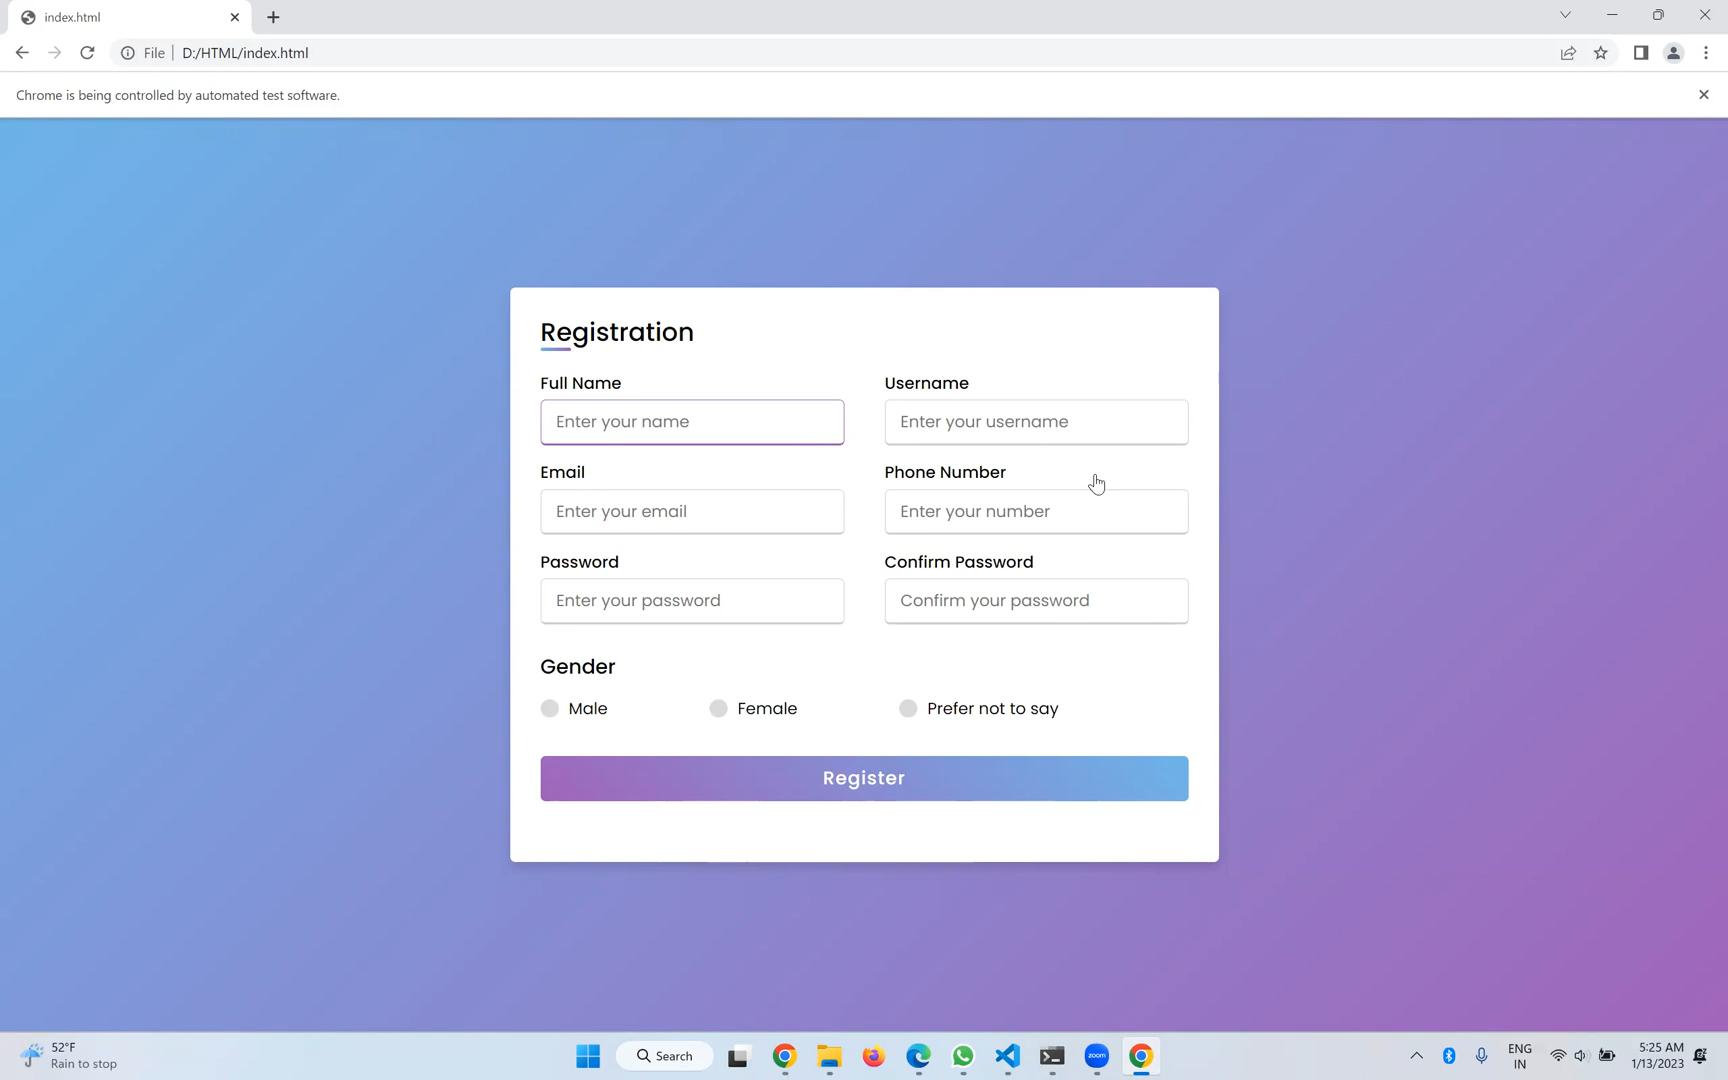 index.html
File D:/HTML/index.html
Chrome is being controlled by automated test software.
Registration
Full Name Username
Enter your name Enter your username
Email Phone Number
Enter your email Enter your number
Password Confirm Password
Enter your password Confirm your password
Gender
Male Female Prefer not to say
Register
52°F
Rain to stop
Search
zoom
ENG
IN
5:25 AM
1/13/2023